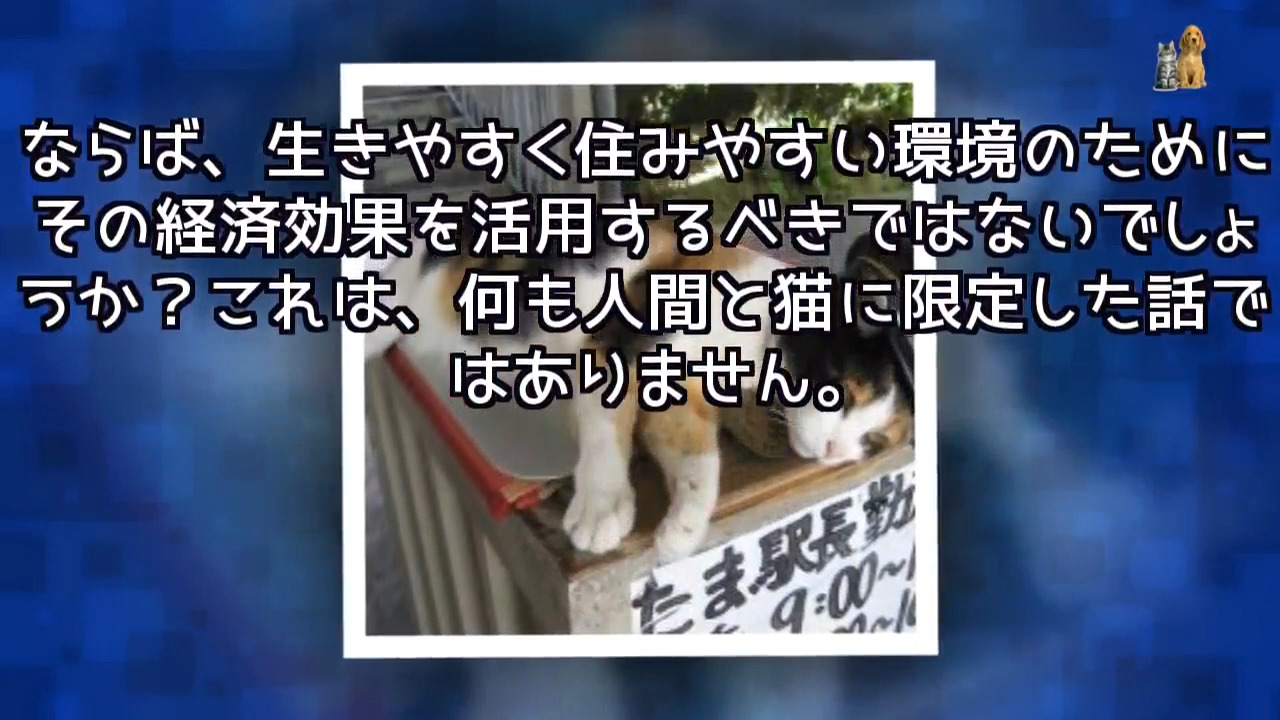 ならば、生きやすく住みやすい環境のために
その経済効果を活用するべきではないでしょ
うか？これは、何も人間と猫に限定した話で
はありません。
たま駅長勤
9:00~